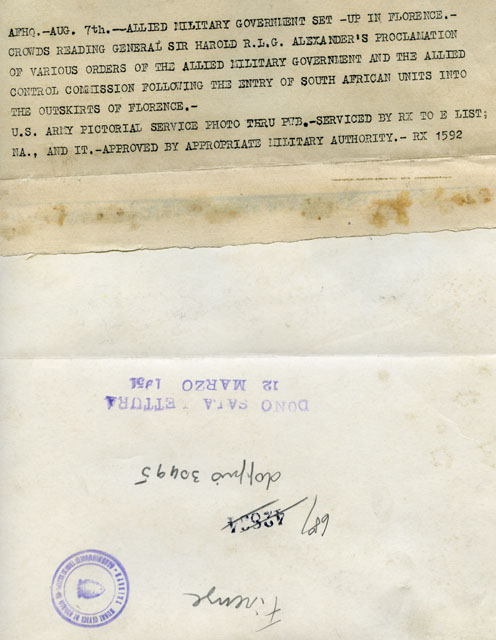 AFHQ.-AUG. 7th.--ALLIED MILITARY GOVERNMENT SET -UP IN FLORENCE.-
CROWDS READING GENERAL SIR HAROLD R.L.G. ALEXANDER'S PROCLAMATION
OF VARIOUS ORDERS OF THE ALLIED MILITARY GOVERNMENT AND THE ALLIED
CONTROL COMMISSION FOLLOWING THE ENTRY OF SOUTH AFRICAN UNITS INTO
THE OUTSKIRTS OF FLORENCE.-
U.S. ARMY PICTORIAL SERVICE PHOTO THRU PWB.-SERVICED BY RX TO E LIST;
NA., AND IT.-APPROVED BY APPROPRIATE MILITARY AUTHORITY.- RX 1592
Firenze
687
doppio 30495
DONO SALA LETTURA
12 MARZO 1951